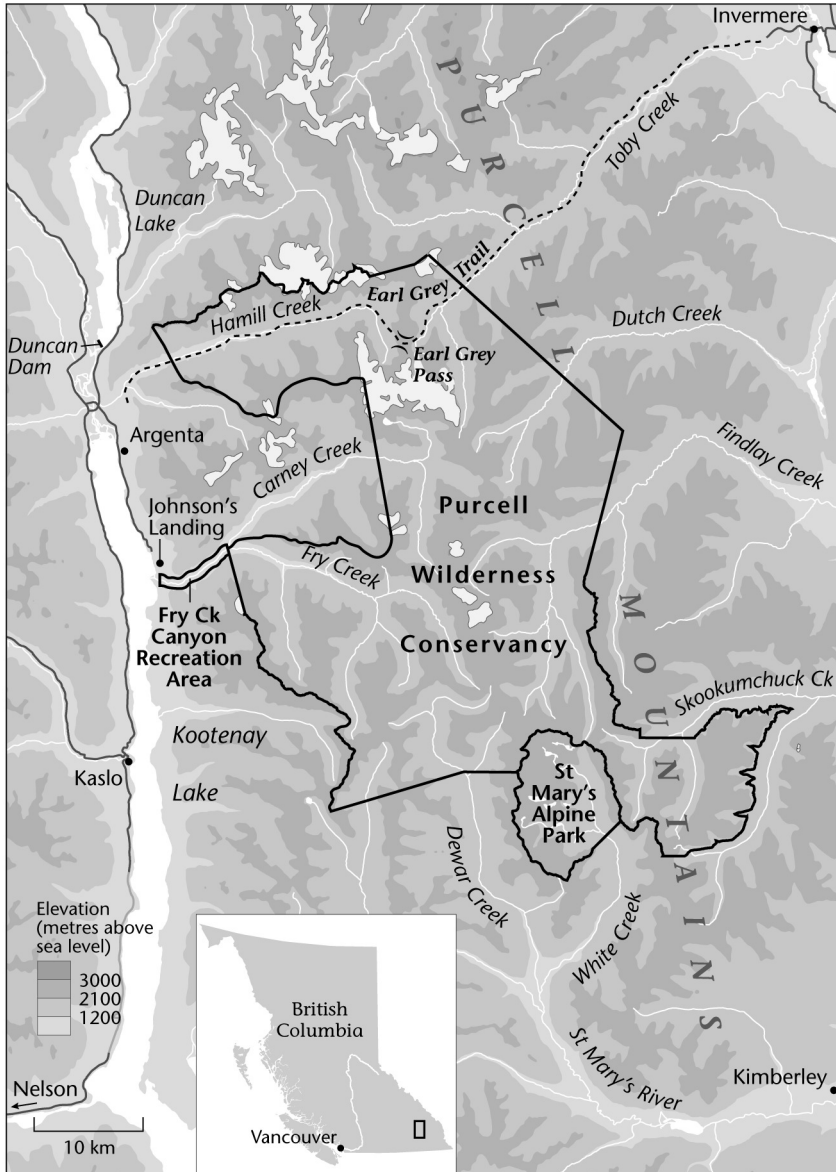 Invermere
PURCELL
Toby Creek
Duncan
Lake
Hamill Creek
Earl Grey
Trail
Dutch Creek
Duncan
Dam
Earl Grey
Pass
Argenta
Findlay Creek
Carney Creek
Johnson's
Landing
Purcell
Fry Creek
Wilderness
Fry Ck
Canyon
Recreation
Area
Conservancy
MOUNTAINS
Skookumchuck Ck
Kootenay
Lake
Kaslo
St
Mary's
Alpine
Park
Dewar Creek
White Creek
Elevation
(metres above
sea level)
3000
2100
1200
British
Columbia
St Mary's River
Kimberley
Nelson
Vancouver
10 km